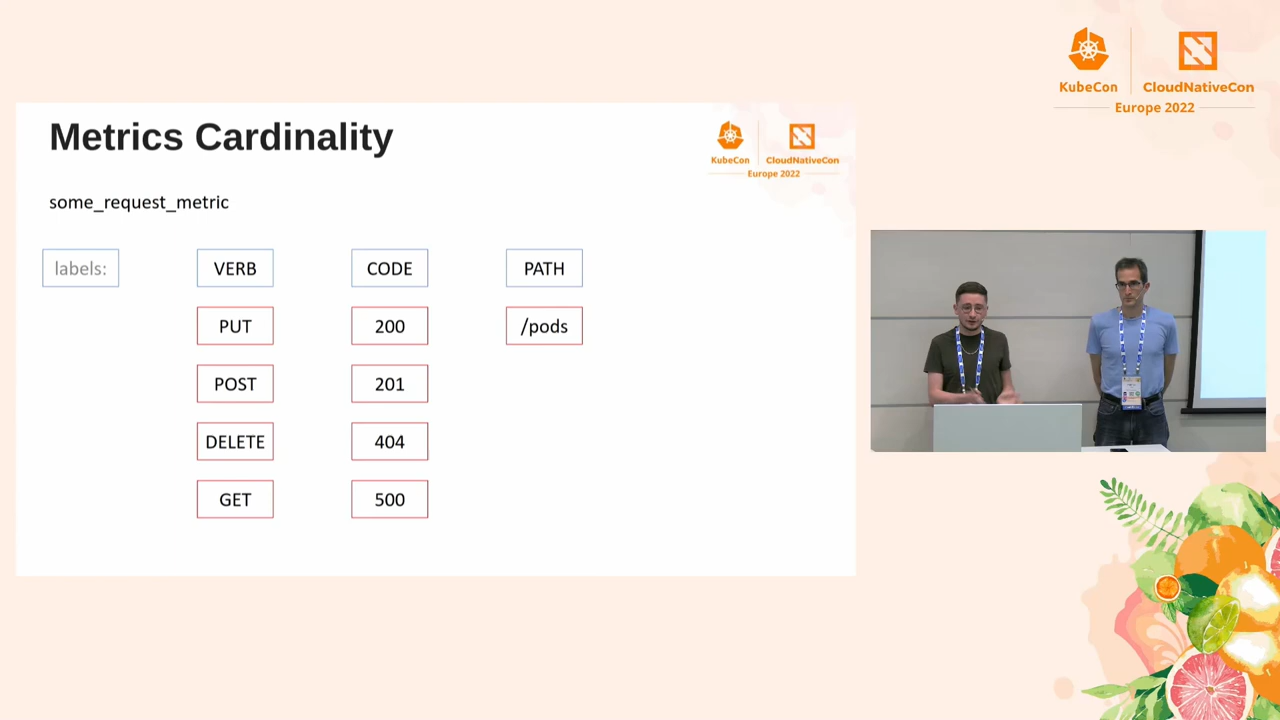 KubeCon
CloudNativeCon
Europe 2022
Metrics Cardinality
KubeCon
CloudNativeCon
Europe 2022
some_request_metric
labels: VERB CODE PATH
PUT 200 /pods
POST 201
DELETE 404
GET 500